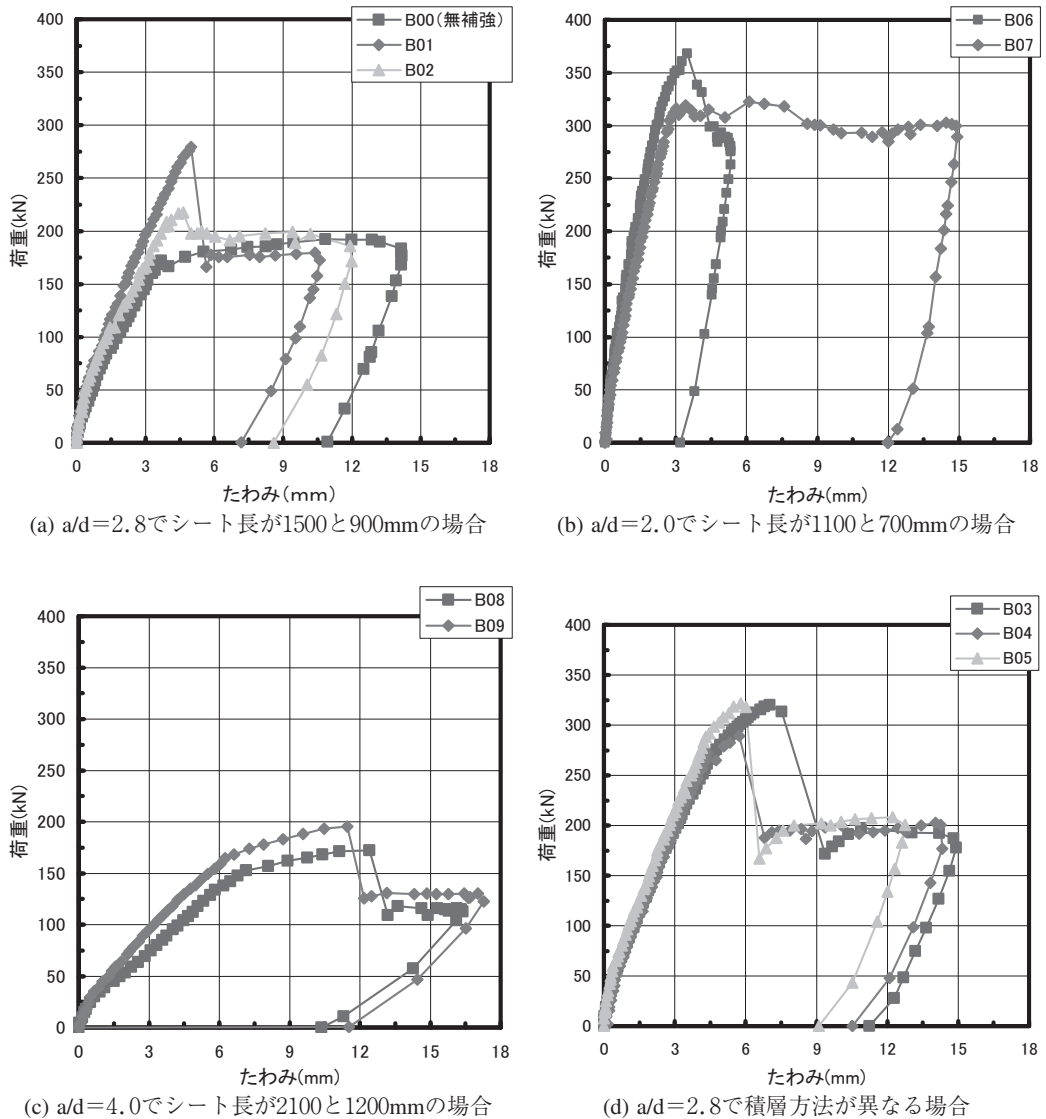 400
350
300
250
200
150
100
50
0
荷重(kN)
B00(無補強)
B01
B02
0 3 6 9 12 15 18
たわみ(mm)
(a) a/d=2.8でシート長が1500と900mmの場合
400
350
300
250
200
150
100
50
0
荷重(kN)
B06
B07
0 3 6 9 12 15 18
たわみ(mm)
(b) a/d=2.0でシート長が1100と700mmの場合
400
350
300
250
200
150
100
50
0
荷重(kN)
B08
B09
0 3 6 9 12 15 18
たわみ(mm)
(c) a/d=4.0でシート長が2100と1200mmの場合
400
350
300
250
200
150
100
50
0
荷重(kN)
B03
B04
B05
0 3 6 9 12 15 18
たわみ(mm)
(d) a/d=2.8で積層方法が異なる場合